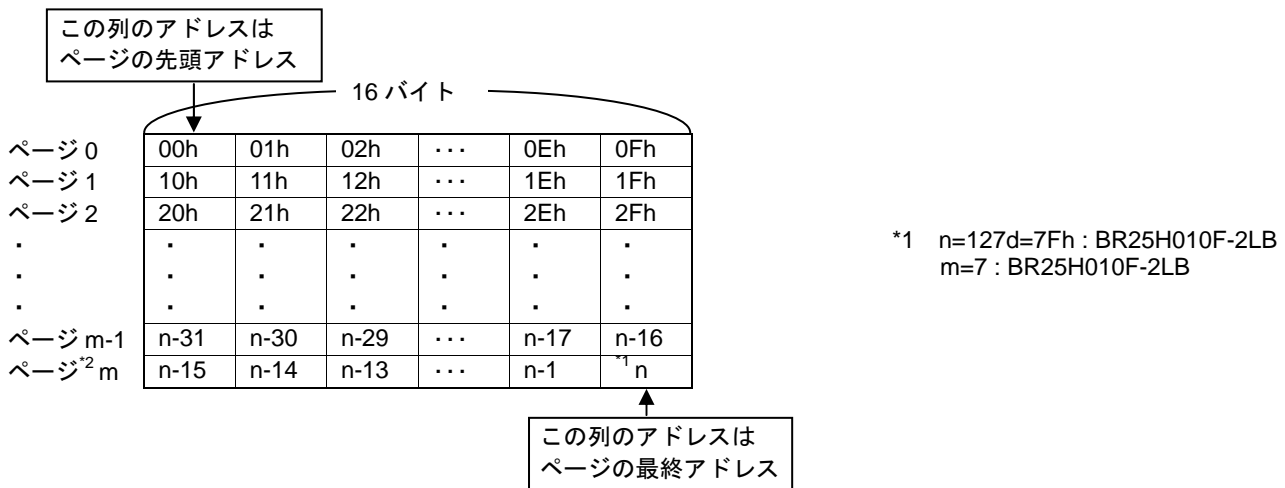 この列のアドレスは
ページの先頭アドレス
16 バイト
ページ 0 00h 01h 02h ・・・ 0Eh 0Fh
ページ 1 10h 11h 12h ・・・ 1Eh 1Fh
ページ 2 20h 21h 22h ・・・ 2Eh 2Fh
・ ・ ・ ・ ・ ・ ・
・ ・ ・ ・ ・ ・ ・
・ ・ ・ ・ ・ ・ ・
ページ m-1 n-31 n-30 n-29 ・・・ n-17 n-16
ページ*2 m n-15 n-14 n-13 ・・・ n-1 *1 n
この列のアドレスは
ページの最終アドレス
*1 n=127d=7Fh : BR25H010F-2LB
m=7 : BR25H010F-2LB